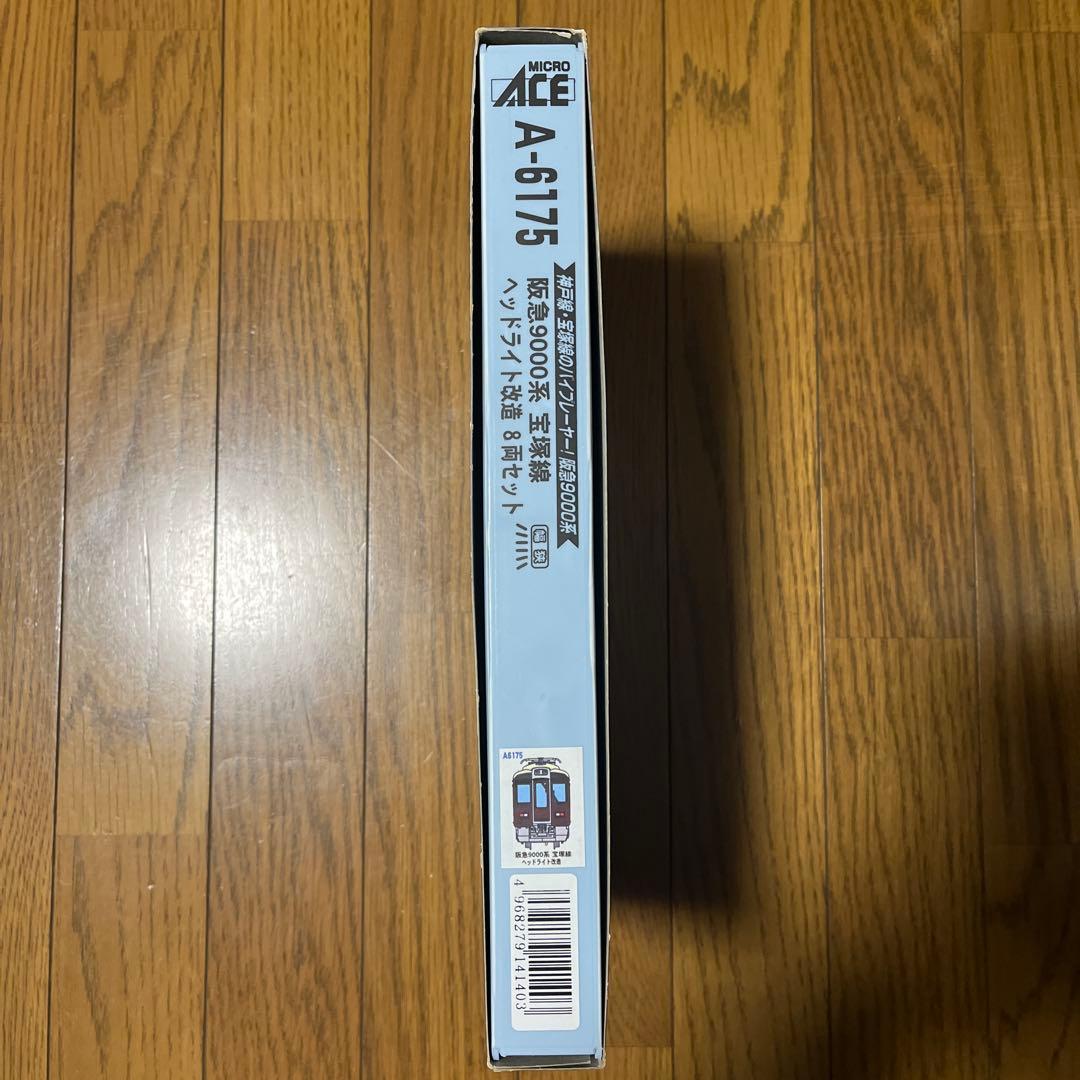 MICRO
ACE
A-6175
神戸線・宝塚線のハイプレーヤー！阪急9000系
阪急9000系 宝塚線
ヘッドライト改造 8両セット
幅 狭
A6175
阪急9000系 宝塚線
ヘッドライト改造
4 968279 141403